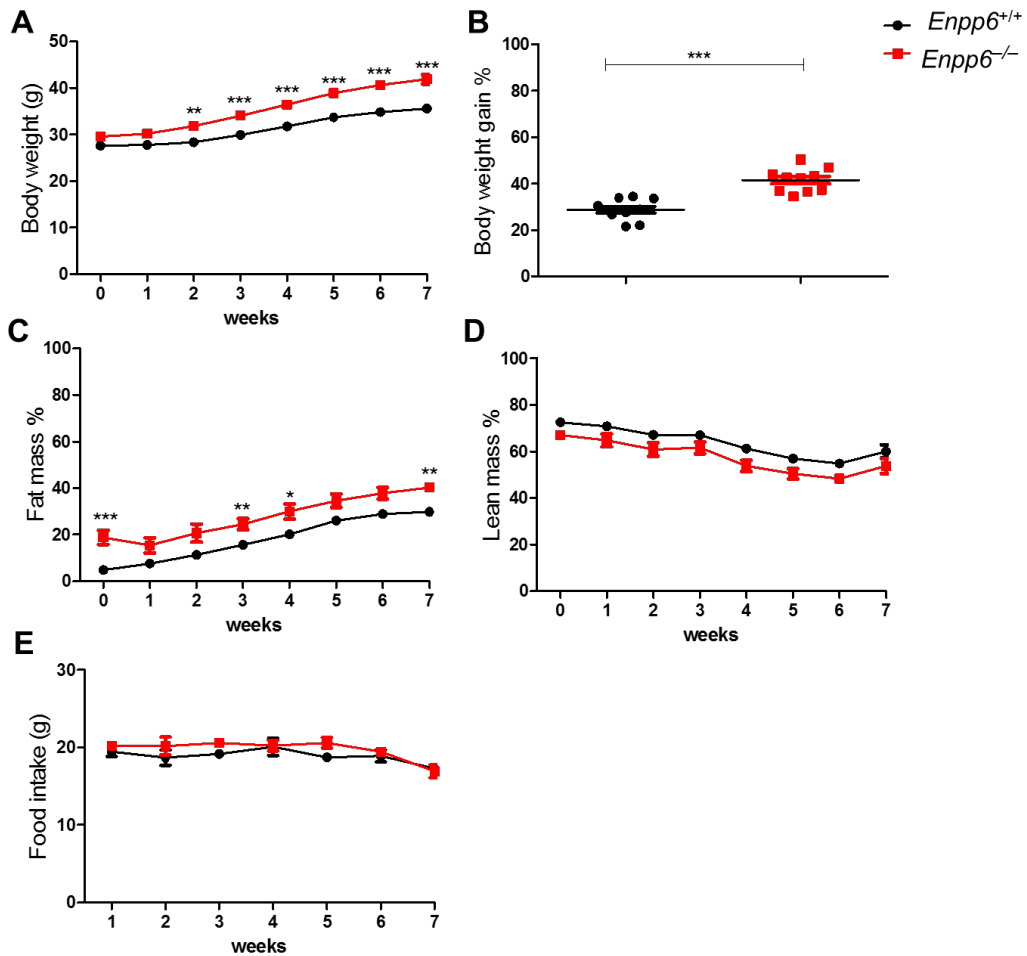 A
Body weight (g)
50
40
30
20
10
0
** *** *** *** *** ***
0 1 2 3 4 5 6 7
weeks
B
Body weight gain %
100
80
60
40
20
0
***
Enpp6+/+
Enpp6–/–
C
Fat mass %
100
80
60
40
20
0
*** ** * **
0 1 2 3 4 5 6 7
weeks
D
Lean mass %
100
80
60
40
20
0
0 1 2 3 4 5 6 7
weeks
E
Food intake (g)
30
20
10
0
1 2 3 4 5 6 7
weeks